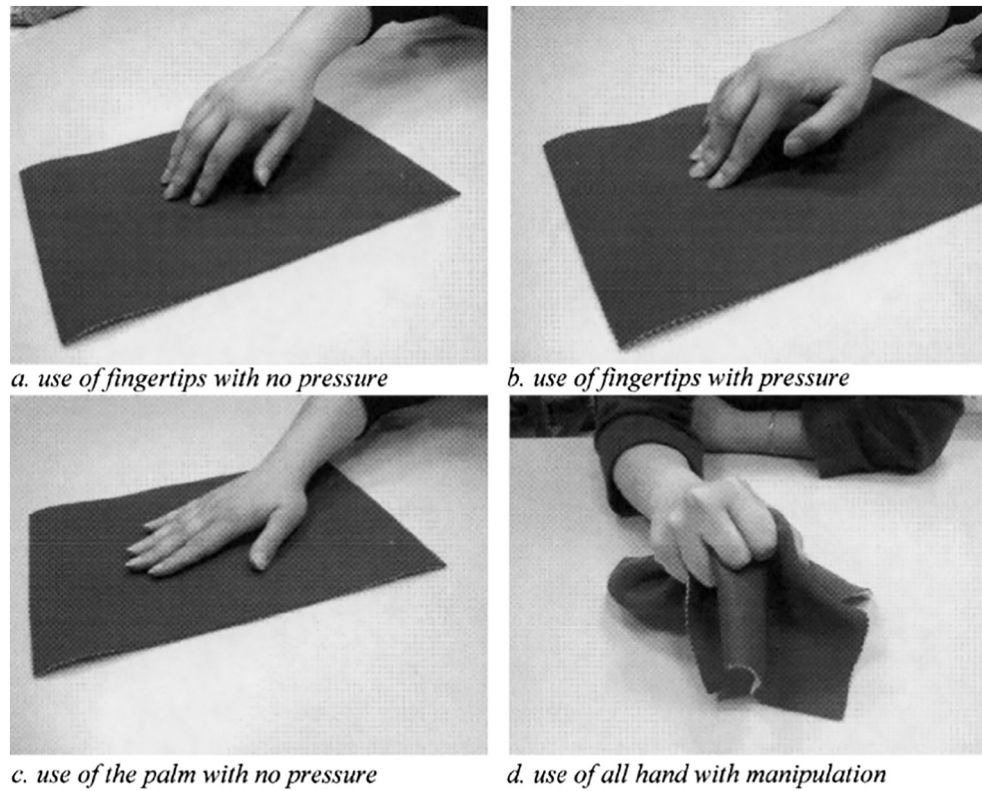 a. use of fingertips with no pressure
b. use of fingertips with pressure
c. use of the palm with no pressure
d. use of all hand with manipulation